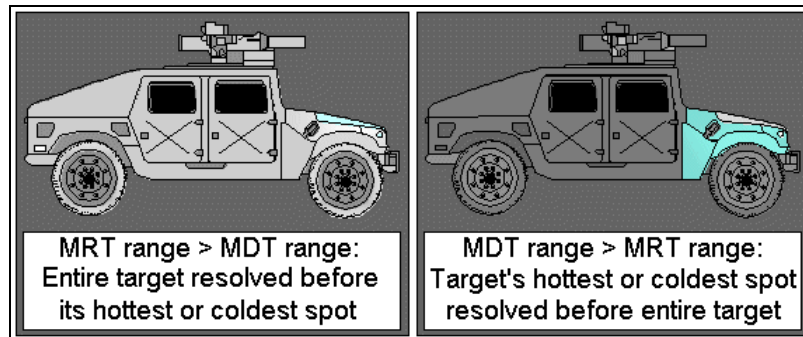 MRT range > MDT range:
Entire target resolved before
its hottest or coldest spot
MDT range > MRT range:
Target's hottest or coldest spot
resolved before entire target